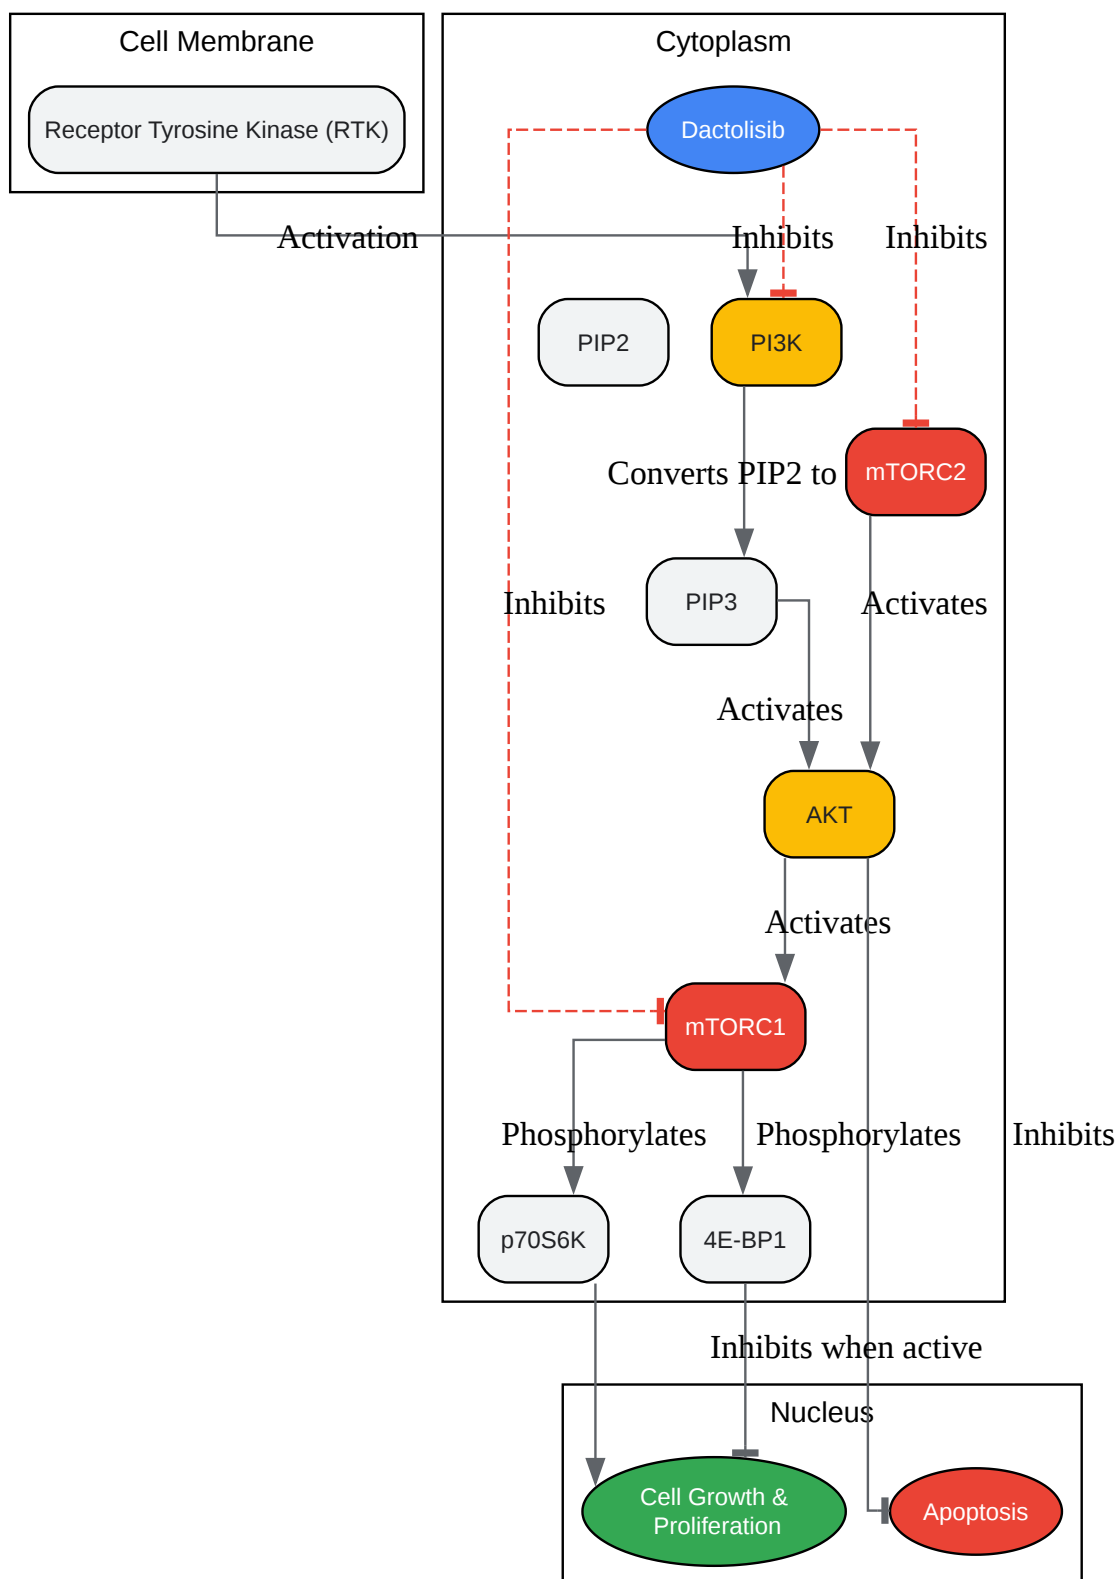 Cell Membrane
Cytoplasm
Receptor Tyrosine Kinase (RTK)
Dactolisib
Activation
Inhibits
Inhibits
PIP2
PI3K
Converts PIP2 to
mTORC2
Inhibits
PIP3
Activates
Activates
AKT
Activates
mTORC1
Phosphorylates
Phosphorylates
Inhibits
p70S6K
4E-BP1
Inhibits when active
Nucleus
Cell Growth &
Proliferation
Apoptosis